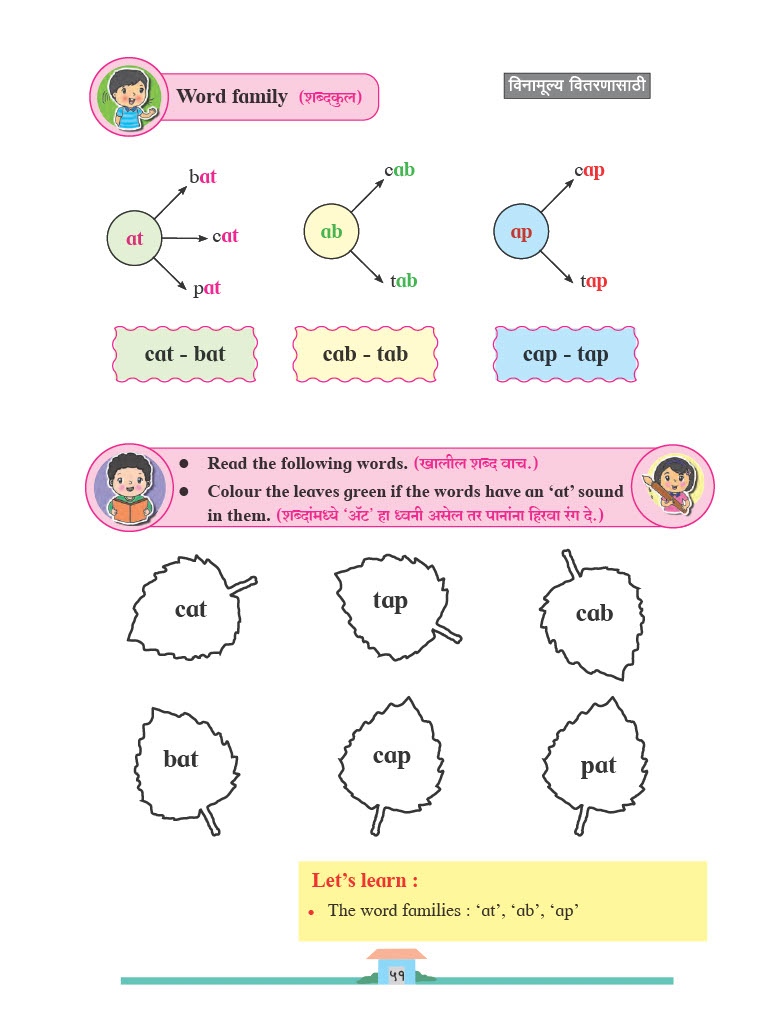 Word family (शब्दकुल)
विनामूल्य वितरणासाठी
bat
cat
pat
at
cab
tab
ab
cap
tap
ap
cat - bat
cab - tab
cap - tap
● Read the following words. (खालील शब्द वाच.)
● Colour the leaves green if the words have an ‘at’ sound
in them. (शब्दांमध्ये ‘ॲट’ हा ध्वनी असेल तर पानांना हिरवा रंग दे.)
cat
tap
cab
bat
cap
pat
Let’s learn :
• The word families : ‘at’, ‘ab’, ‘ap’
५१